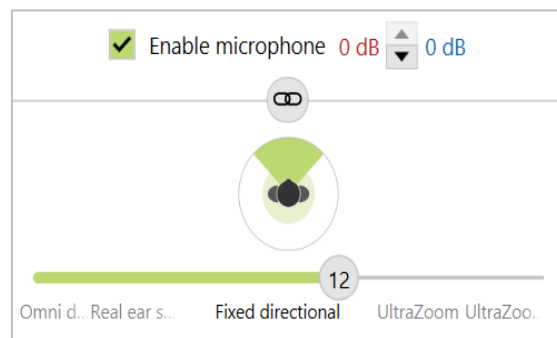 Enable microphone 0 dB 0 dB
12
Omni d.. Real ear s... Fixed directional UltraZoom UltraZoo..